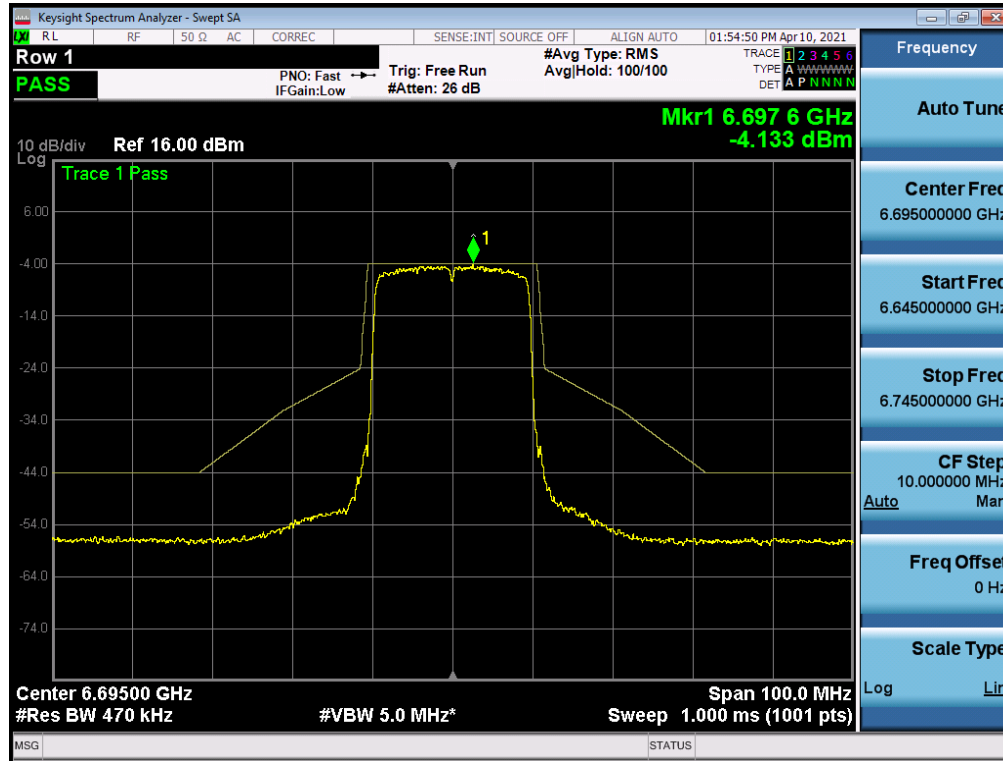 Keysight Spectrum Analyzer - Swept SA
LXI RL RF 50 Ω AC CORREC SENSE:INT SOURCE OFF ALIGN AUTO 01:54:50 PM Apr 10, 2021
Row 1
PASS
PNO: Fast
IFGain:Low
Trig: Free Run
#Atten: 26 dB
#Avg Type: RMS
Avg|Hold: 100/100
TRACE 1 2 3 4 5 6
TYPE A WWWWW
DET A P N N N N
Mkr1 6.697 6 GHz
-4.133 dBm
10 dB/div Ref 16.00 dBm
Log
Trace 1 Pass
1
6.00
-4.00
-14.0
-24.0
-34.0
-44.0
-54.0
-64.0
-74.0
Center 6.69500 GHz
#Res BW 470 kHz
#VBW 5.0 MHz*
Span 100.0 MHz
Sweep 1.000 ms (1001 pts)
MSG
STATUS
Frequency
Auto Tune
Center Freq
6.695000000 GHz
Start Freq
6.645000000 GHz
Stop Freq
6.745000000 GHz
CF Step
10.000000 MHz
Auto Man
Freq Offset
0 Hz
Scale Type
Log Lin